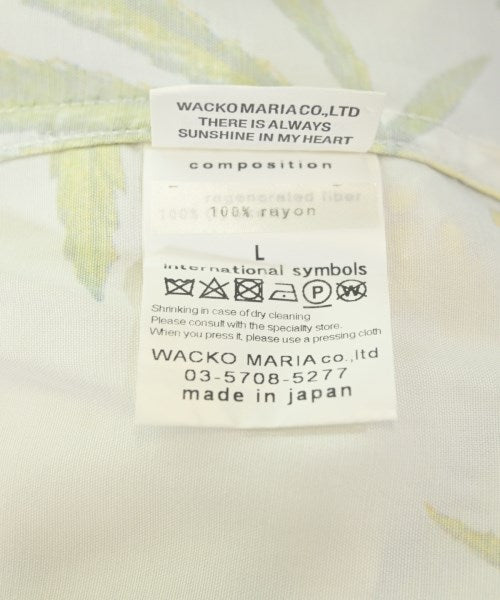 WACKO MARIA CO., LTD
THERE IS ALWAYS
SUNSHINE IN MY HEART
composition
regenerated fiber
100% rayon
L
international symbols
P W
Shrinking in case of dry cleaning
Please consult with the speciality store.
When you press it, please use a pressing cloth
WACKO MARIA co.,ltd
03-5708-5277
made in japan